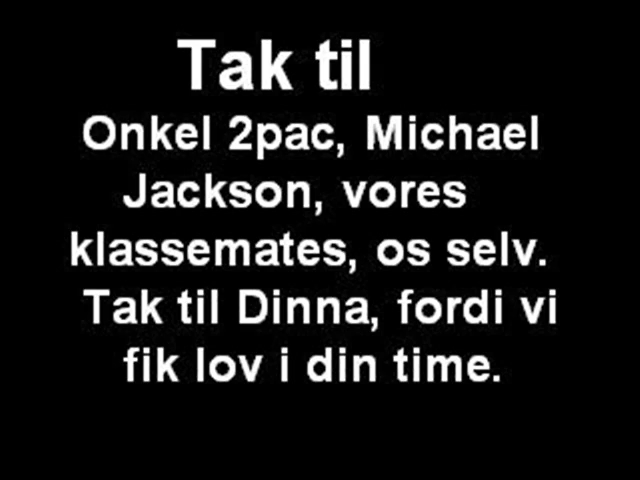 Tak til
Onkel 2pac, Michael
Jackson, vores
klassemates, os selv.
Tak til Dinna, fordi vi
fik lov i din time.